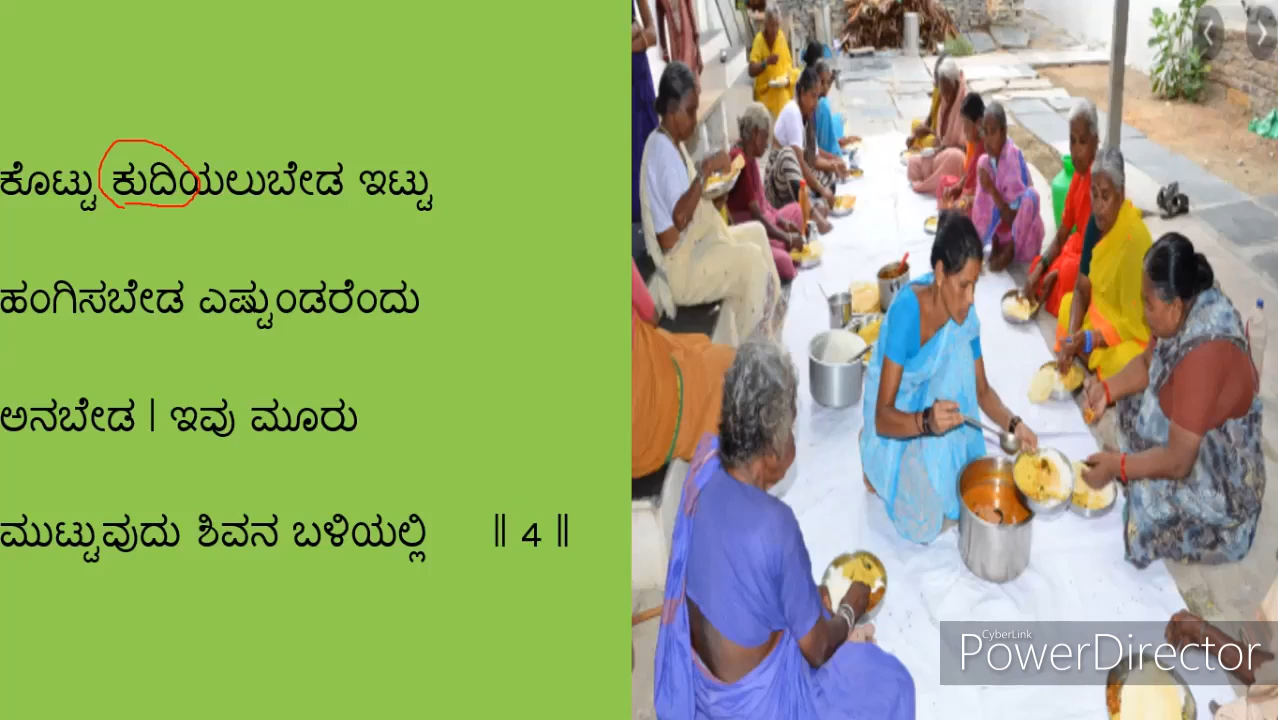 ಕೊಟ್ಟು ಕುದಿಯಲುಬೇಡ ಇಟ್ಟು
ಹಂಗಿಸಬೇಡ ಎಷ್ಟುಂಡರೆಂದು
ಅನಬೇಡ | ಇವು ಮೂರು
ಮುಟ್ಟುವುದು ಶಿವನ ಬಳಿಯಲ್ಲಿ ‖ 4 ‖
CyberLink
PowerDirector